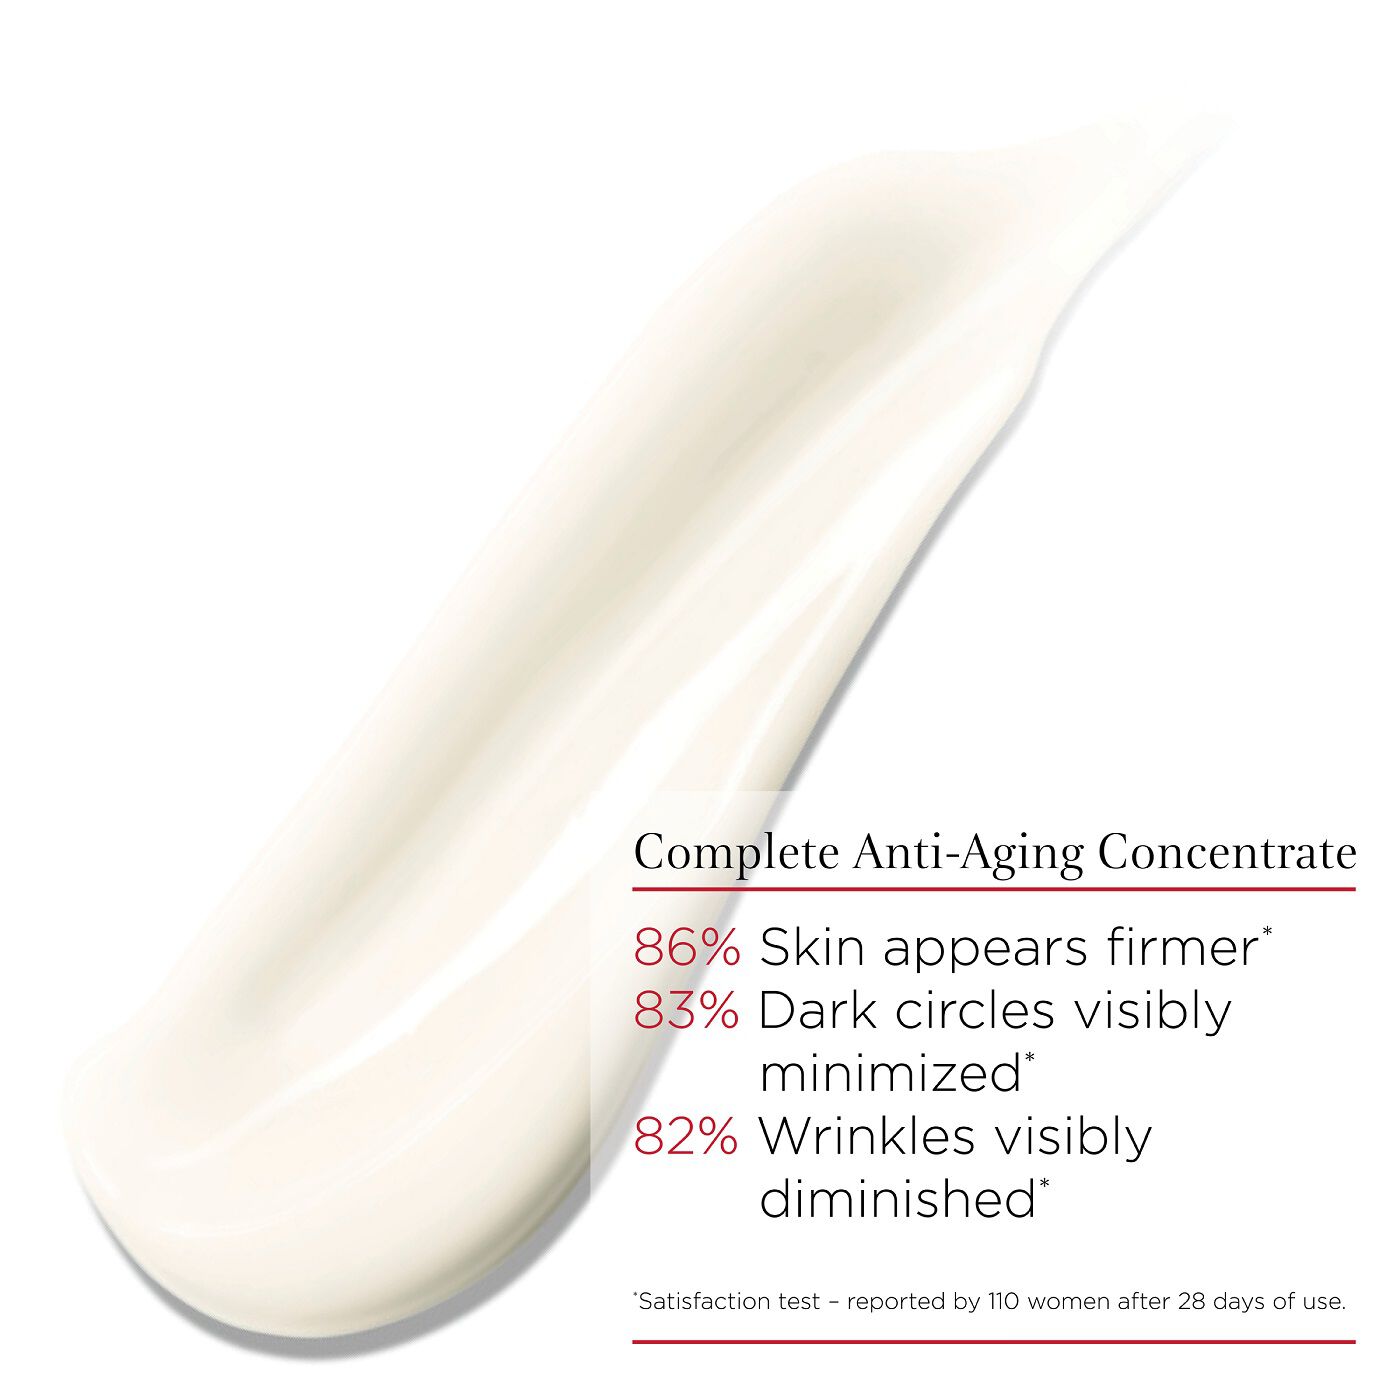 Complete Anti-Aging Concentrate
86% Skin appears firmer*
83% Dark circles visibly
minimized*
82% Wrinkles visibly
diminished*
*Satisfaction test – reported by 110 women after 28 days of use.